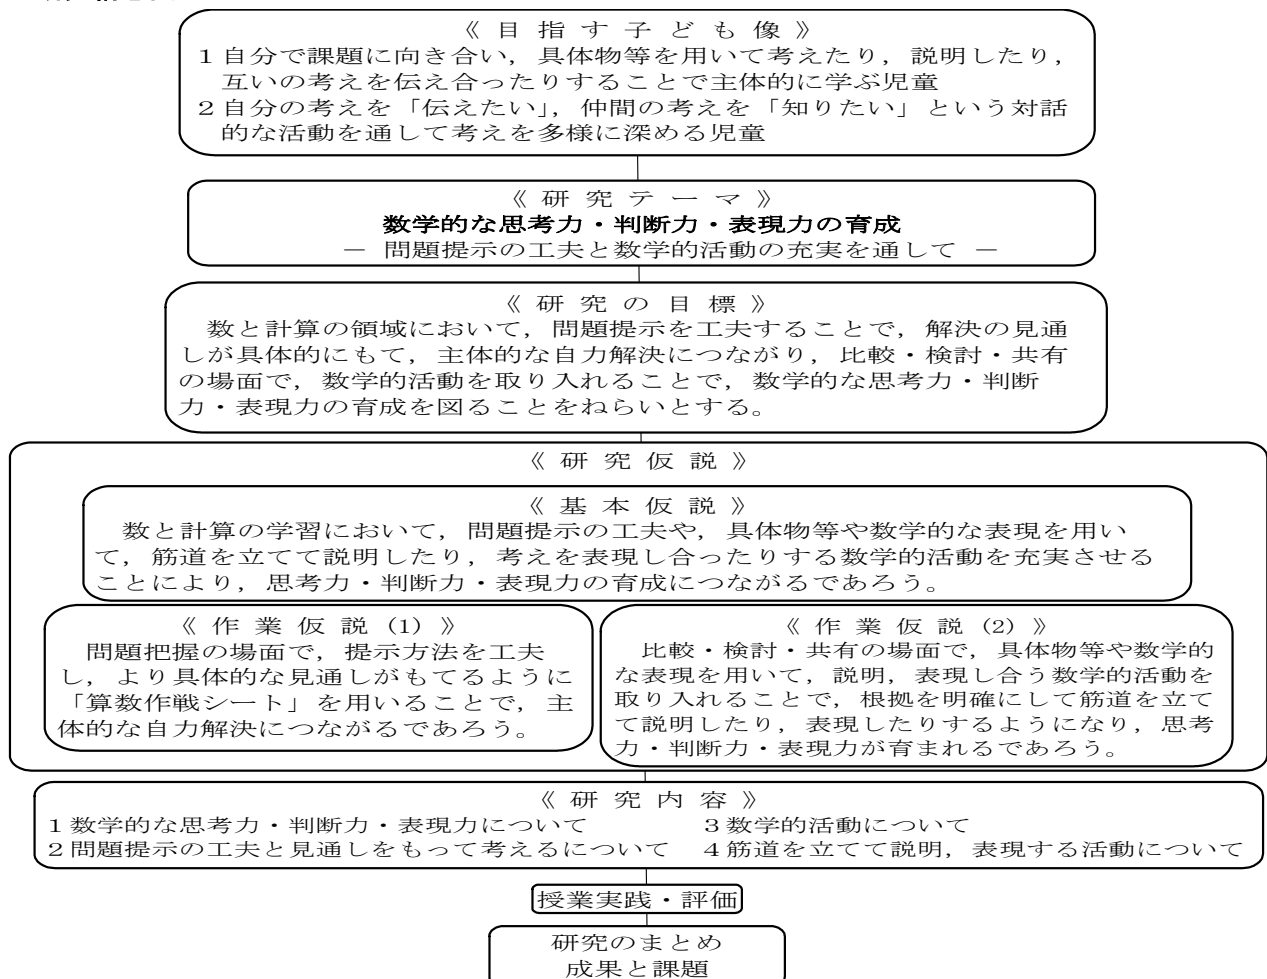 《 目 指 す 子 ど も 像 》
1 自分で課題に向き合い，具体物等を用いて考えたり，説明したり，
互いの考えを伝え合ったりすることで主体的に学ぶ児童
2 自分の考えを「伝えたい」，仲間の考えを「知りたい」という対話
的な活動を通して考えを多様に深める児童
《 研 究 テ ー マ 》
数学的な思考力・判断力・表現力の育成
－ 問題提示の工夫と数学的活動の充実を通して －
《 研 究 の 目 標 》
数と計算の領域において，問題提示を工夫することで，解決の見通
しが具体的にもて，主体的な自力解決につながり，比較・検討・共有
の場面で，数学的活動を取り入れることで，数学的な思考力・判断
力・表現力の育成を図ることをねらいとする。
《 研 究 仮 説 》
《 基 本 仮 説 》
数と計算の学習において，問題提示の工夫や，具体物等や数学的な表現を用い
て，筋道を立てて説明したり，考えを表現し合ったりする数学的活動を充実させる
ことにより，思考力・判断力・表現力の育成につながるであろう。
《 作 業 仮 説 (1) 》
問題把握の場面で，提示方法を工夫
し，より具体的な見通しがもてるように
「算数作戦シート」を用いることで，主
体的な自力解決につながるであろう。
《 作 業 仮 説 (2) 》
比較・検討・共有の場面で，具体物等や数学的
な表現を用いて，説明，表現し合う数学的活動を
取り入れることで，根拠を明確にして筋道を立て
て説明したり，表現したりするようになり，思考
力・判断力・表現力が育まれるであろう。
《 研 究 内 容 》
1 数学的な思考力・判断力・表現力について
2 問題提示の工夫と見通しをもって考えるについて
3 数学的活動について
4 筋道を立てて説明，表現する活動について
授業実践・評価
研究のまとめ
成果と課題